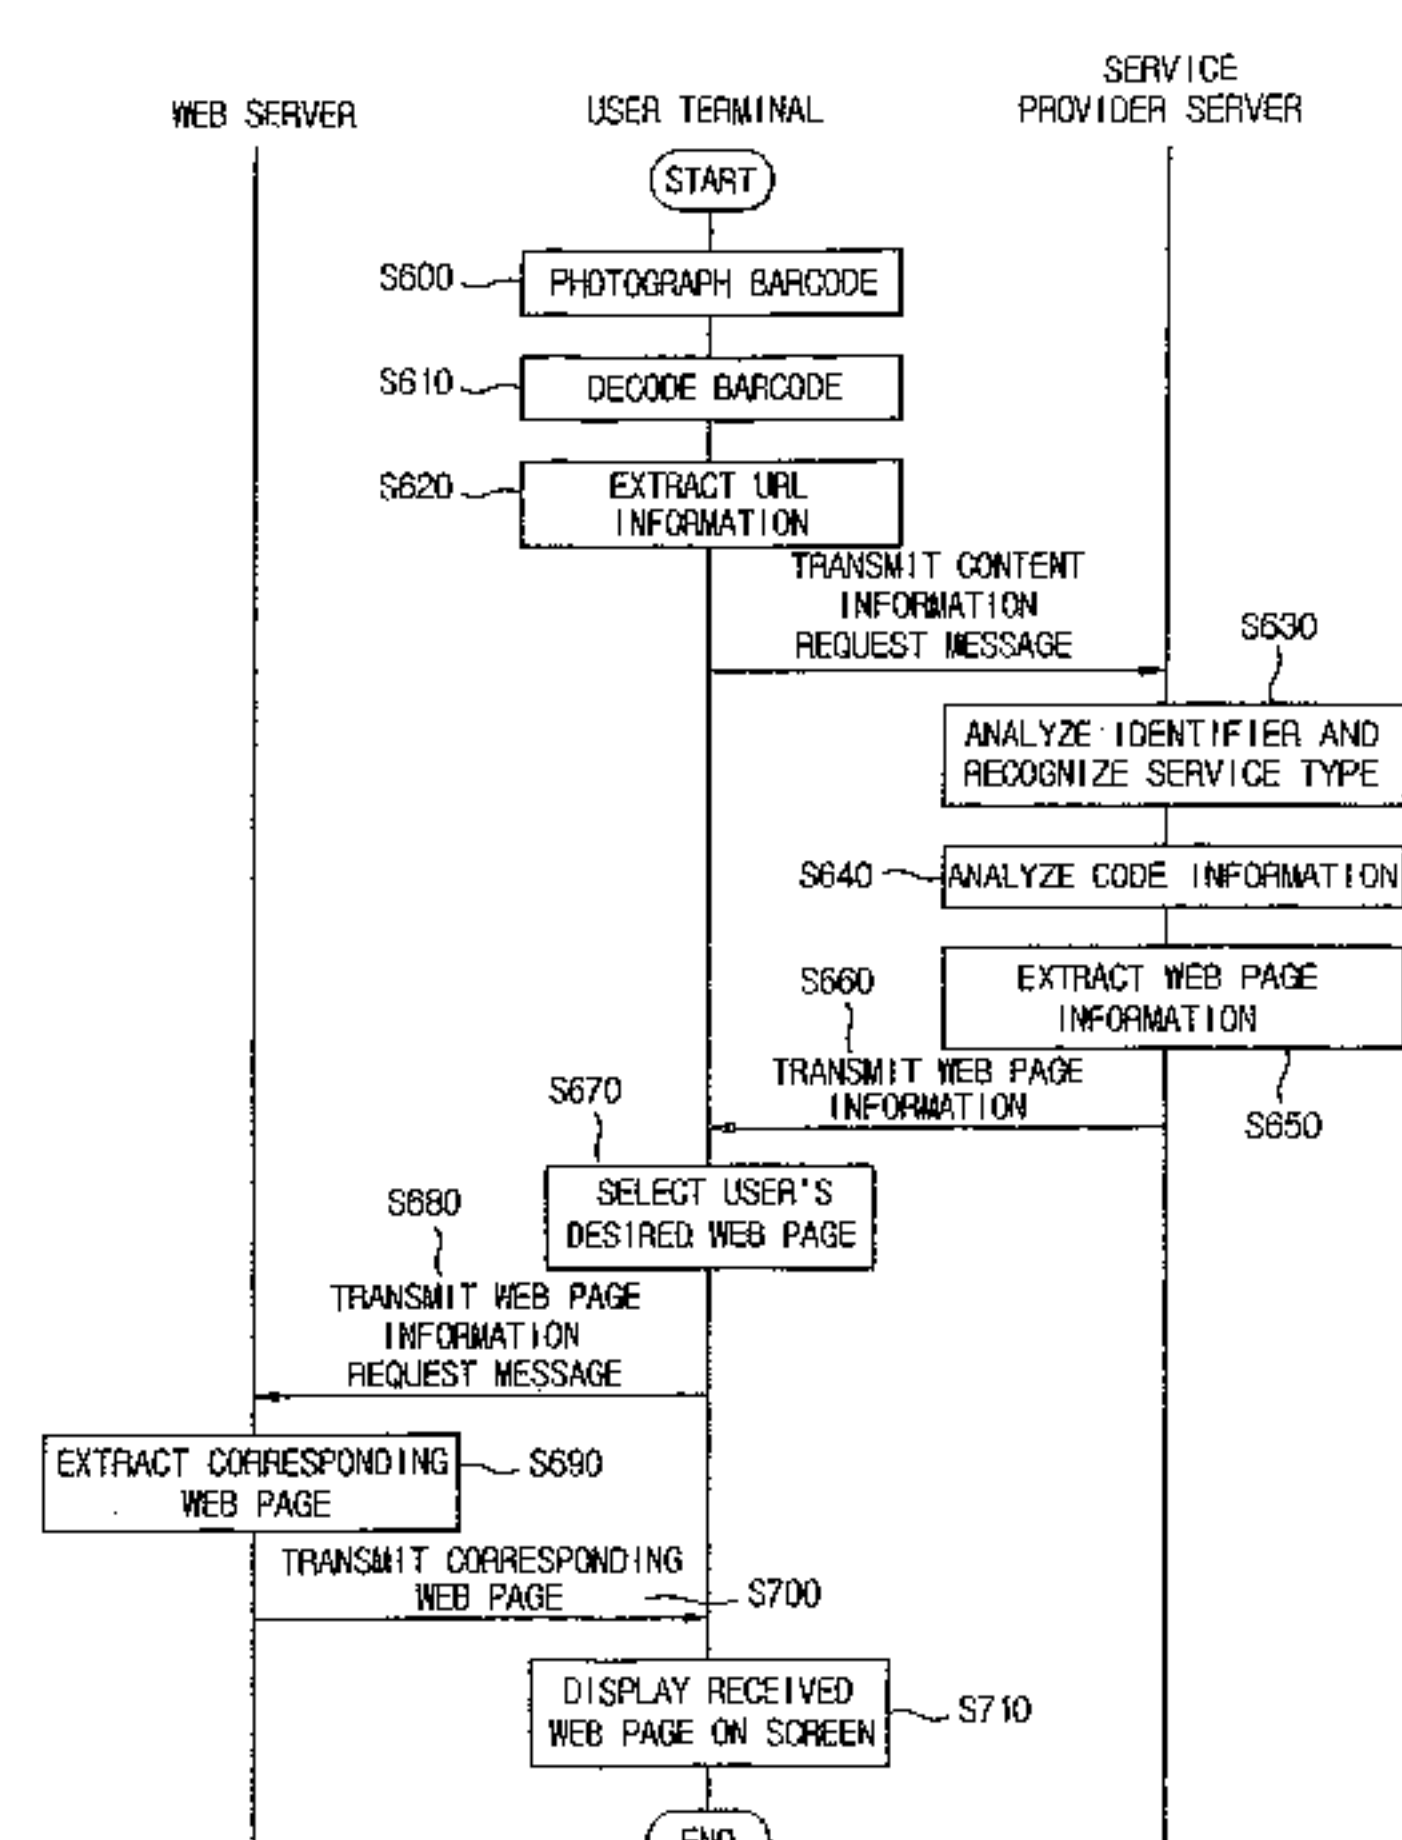 SERVICE
WEB SERVER
USER TERMINAL
PROVIDER SERVER
START
S600
PHOTOGRAPH BARCODE
S610
DECODE BARCODE
S620
EXTRACT URL
INFORMATION
TRANSMIT CONTENT
INFORMATION
REQUEST MESSAGE
S630
ANALYZE IDENTIFIER AND
RECOGNIZE SERVICE TYPE
S640
ANALYZE CODE INFORMATION
S660
EXTRACT WEB PAGE
INFORMATION
TRANSMIT WEB PAGE
INFORMATION
S650
S670
SELECT USER'S
DESIRED WEB PAGE
S680
TRANSMIT WEB PAGE
INFORMATION
REQUEST MESSAGE
EXTRACT CORRESPONDING
WEB PAGE
S690
TRANSMIT CORRESPONDING
WEB PAGE
S700
DISPLAY RECEIVED
WEB PAGE ON SCREEN
S710
END